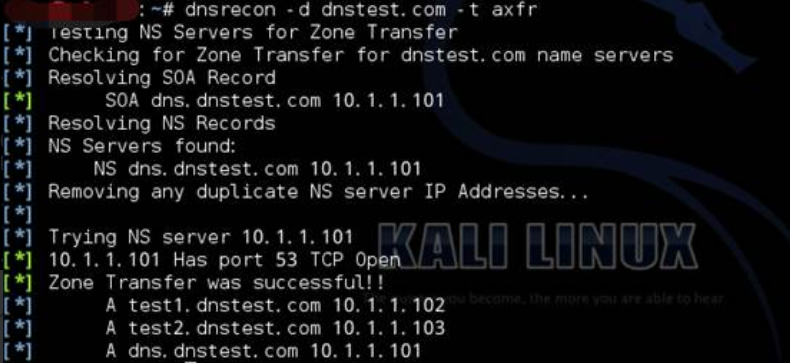 :~# dnsrecon -d dnstest.com -t axfr
[*] Testing NS Servers for Zone Transfer
[*] Checking for Zone Transfer for dnstest.com name servers
[*] Resolving SOA Record
[*]      SOA dns.dnstest.com 10.1.1.101
[*] Resolving NS Records
[*] NS Servers found:
[*]     NS dns.dnstest.com 10.1.1.101
[*] Removing any duplicate NS server IP Addresses...
[*]
[*] Trying NS server 10.1.1.101
[*] 10.1.1.101 Has port 53 TCP Open
[*] Zone Transfer was successful!!
[*]      A test1.dnstest.com 10.1.1.102
[*]      A test2.dnstest.com 10.1.1.103
[*]      A dns.dnstest.com 10.1.1.101
KALI LINUX
you become, the more you are able to hear